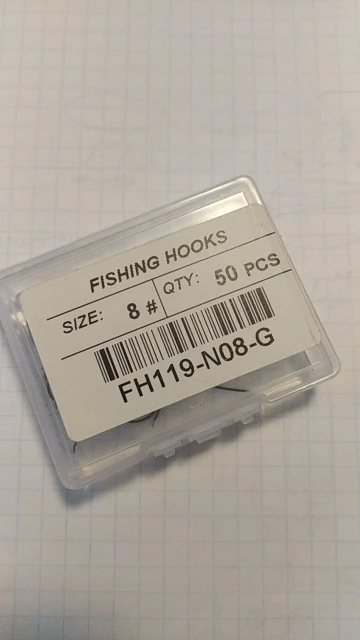 FISHING HOOKS
SIZE: 8 # QTY: 50 PCS
FH119-N08-G